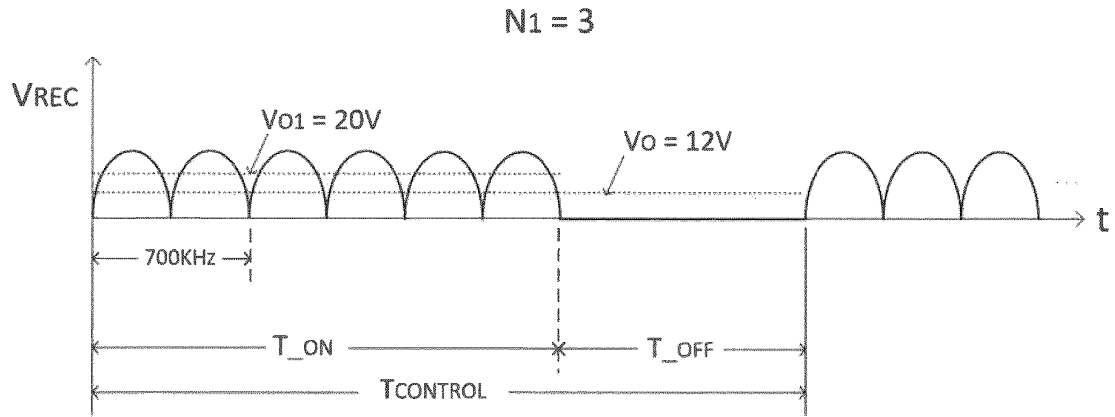 N1 = 3
VREC
VO1 = 20V
VO = 12V
....
t
700KHz
T_ON
T_OFF
TCONTROL